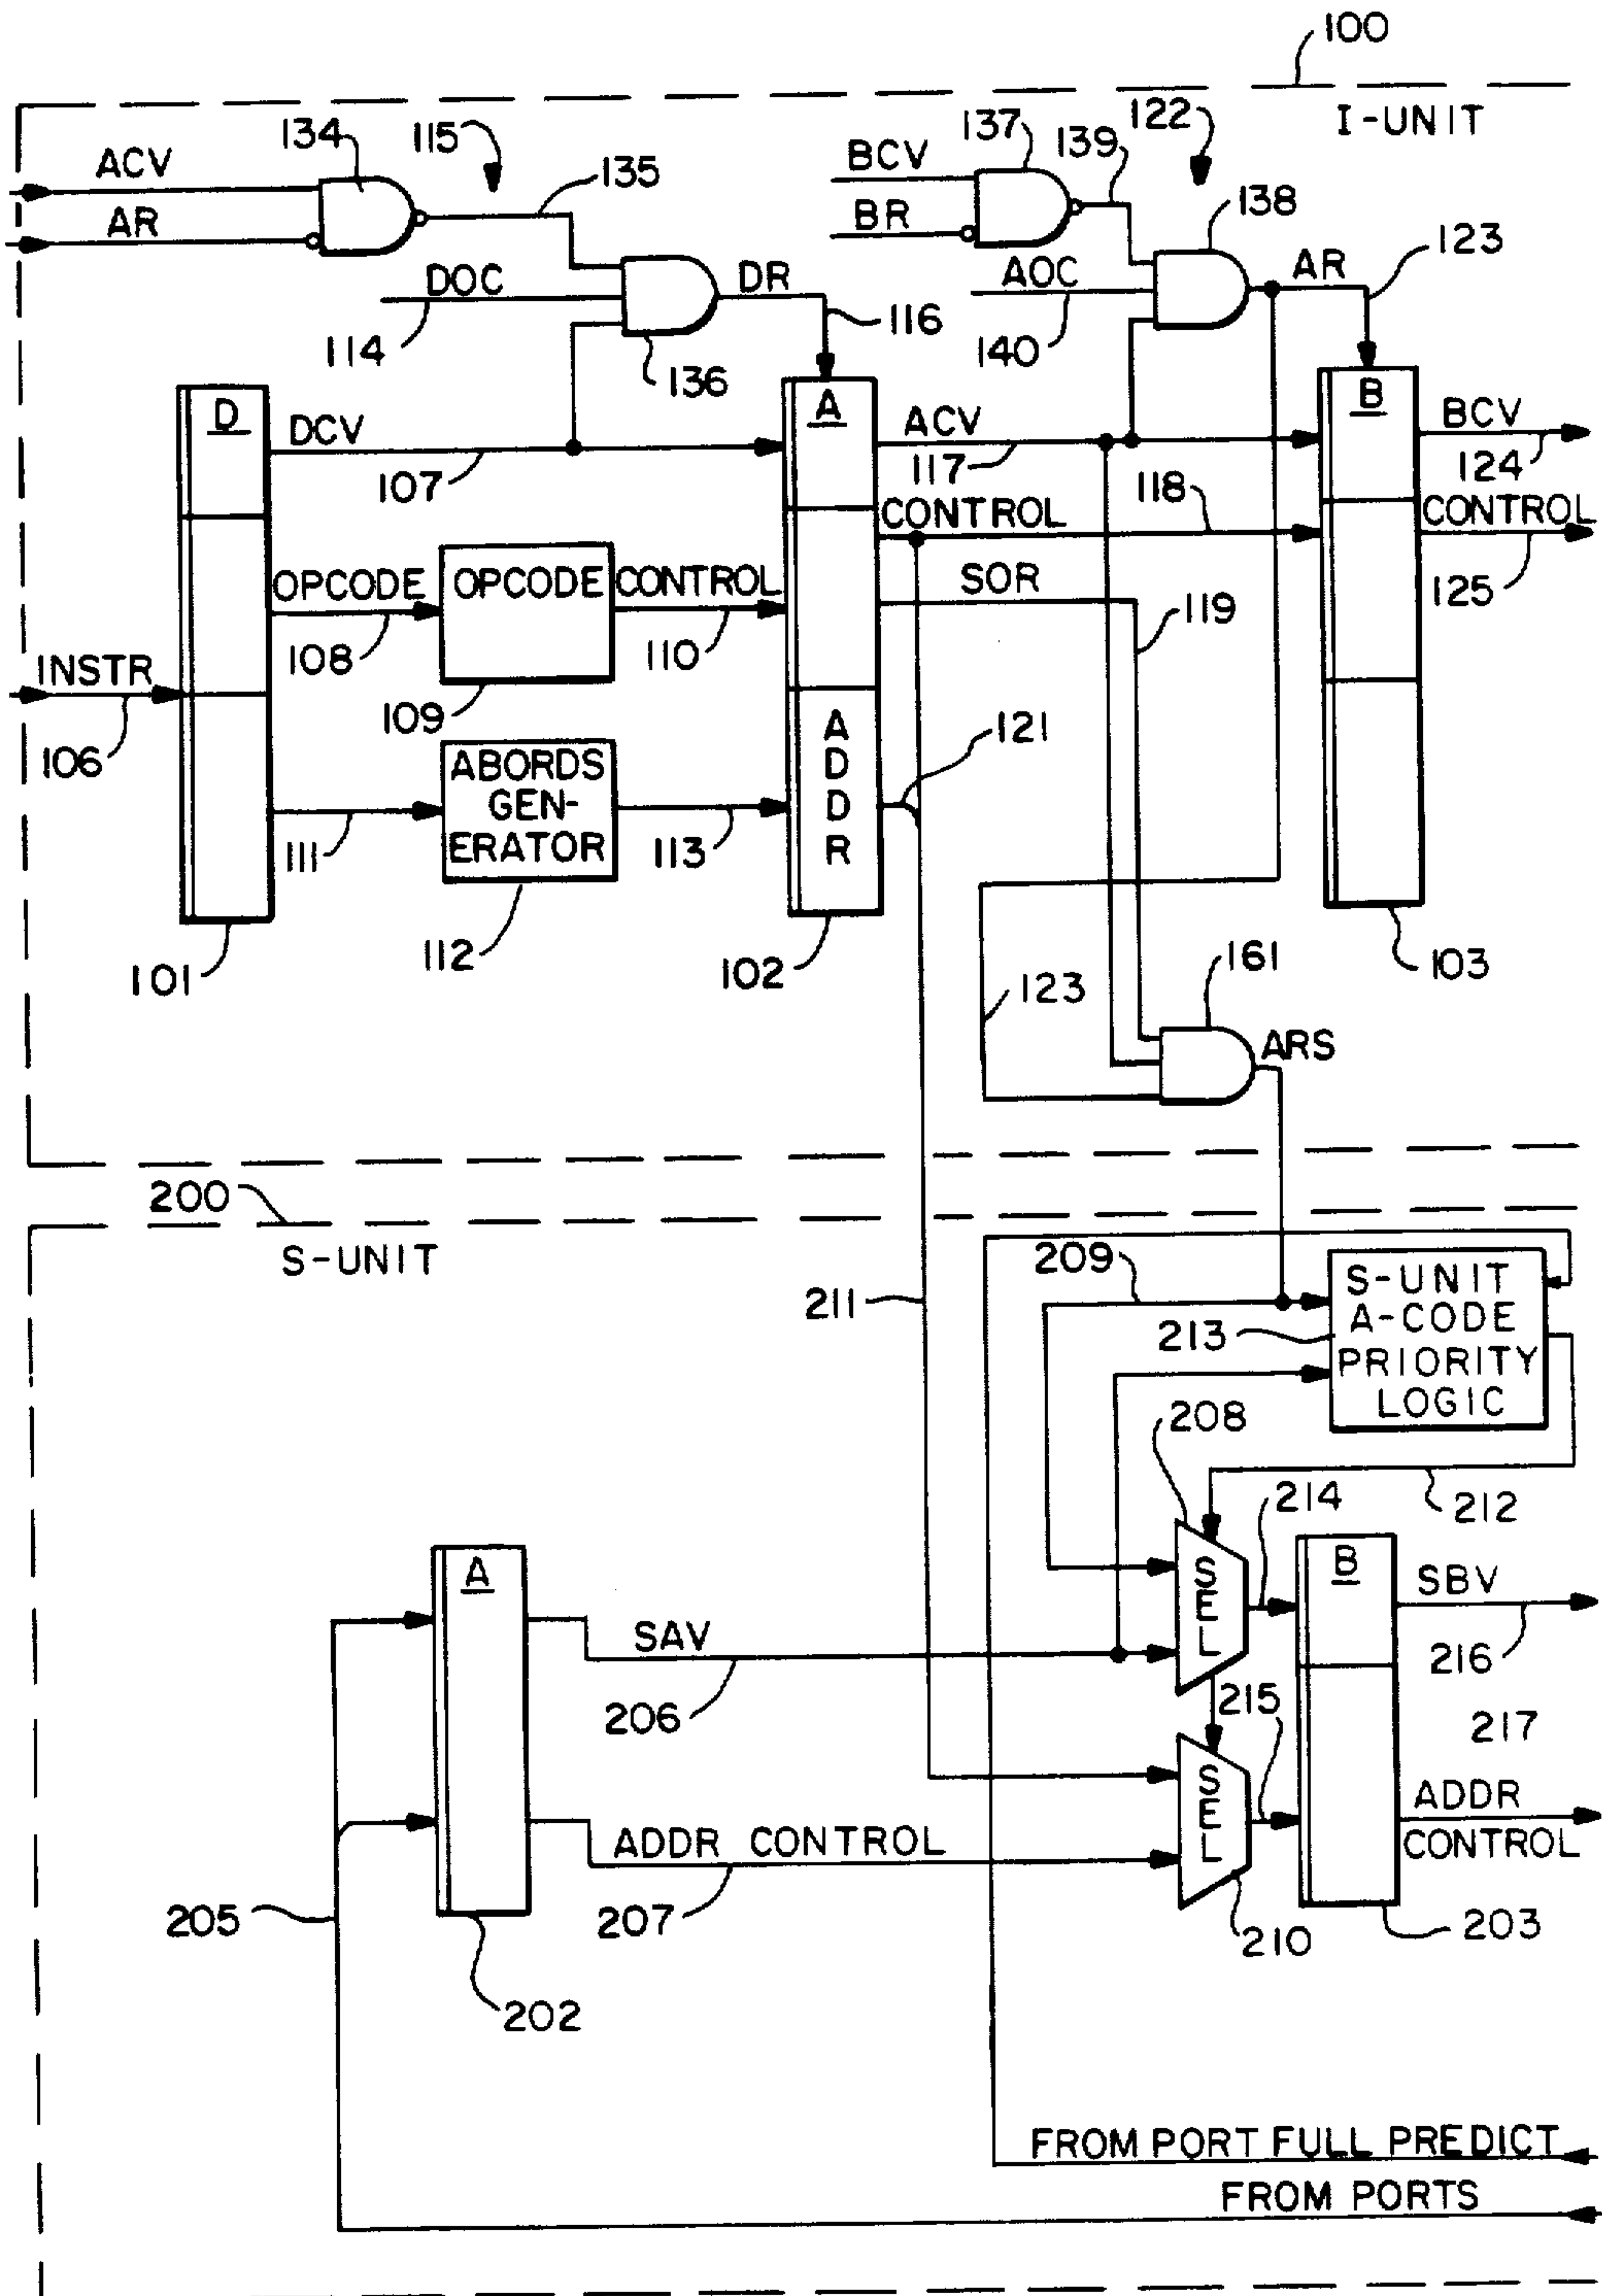 100
I-UNIT
134
115
ACV
135
AR
137
122
BCV
139
BR
138
DOC
DR
AOC
AR
123
114
116
140
136
D
DCV
107
A
ACV
117
118
B
BCV
124
CONTROL
CONTROL
125
OPCODE
108
OPCODE
CONTROL
110
SOR
119
INSTR
106
109
ABORDS
GEN-
ERATOR
111
113
ADDR
121
101
112
102
103
123
161
ARS
200
S-UNIT
209
211
S-UNIT
A-CODE
PRIORITY
LOGIC
213
208
212
214
A
SEL
B
SBV
216
SAV
206
215
217
SEL
ADDR
CONTROL
ADDR CONTROL
205
207
210
203
202
FROM PORT FULL PREDICT
FROM PORTS